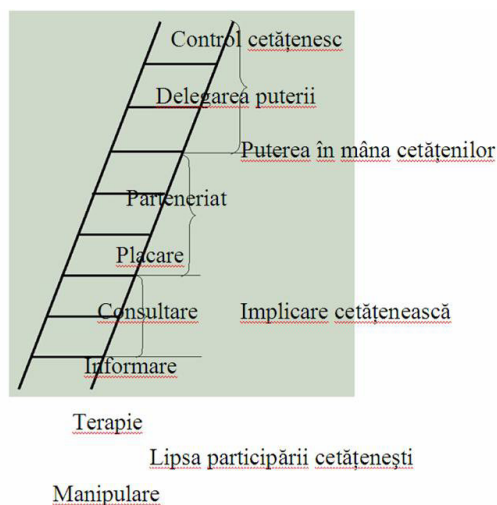 Control cetățenesc
Delegarea puterii
Puterea în mâna cetățenilor
Parteneriat
Placare
Consultare
Implicare cetățenească
Informare
Terapie
Lipsa participării cetățenești
Manipulare